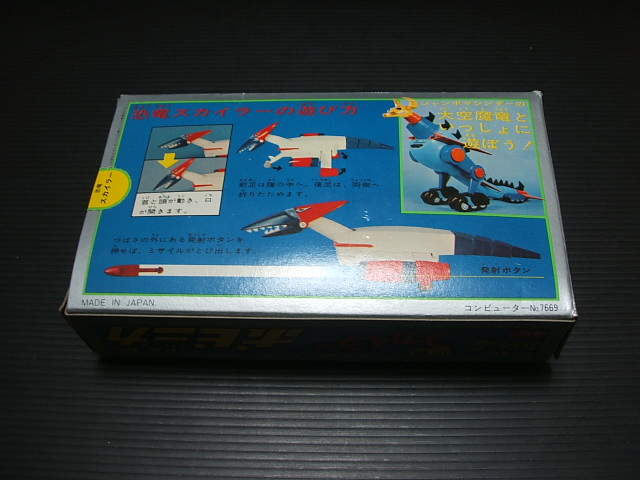 恐竜スカイラーの遊び方
ジャンボマシンダーの
大空魔竜と
いっしょに
遊ぼう!
恐竜
スカイラー
首と頭が動き、口
が開きます。
前足は腹の中へ、後足は、両側へ
折りたためます。
つばさの外にある発射ボタンを
押せば、ミサイルがとび出します。
発射ボタン
MADE IN JAPAN.
コンピューターNo.7669
ポピニカ